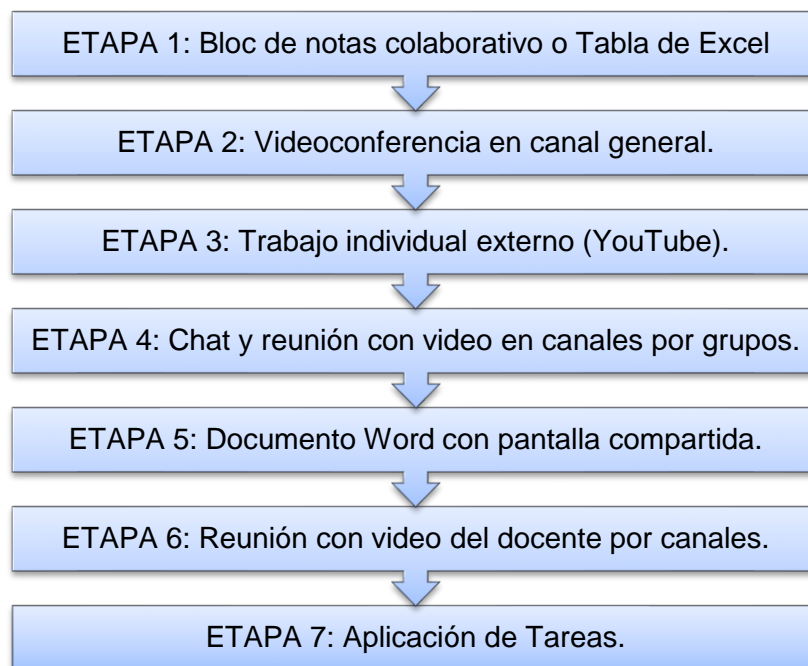 ETAPA 1: Bloc de notas colaborativo o Tabla de Excel
ETAPA 2: Videoconferencia en canal general.
ETAPA 3: Trabajo individual externo (YouTube).
ETAPA 4: Chat y reunión con video en canales por grupos.
ETAPA 5: Documento Word con pantalla compartida.
ETAPA 6: Reunión con video del docente por canales.
ETAPA 7: Aplicación de Tareas.